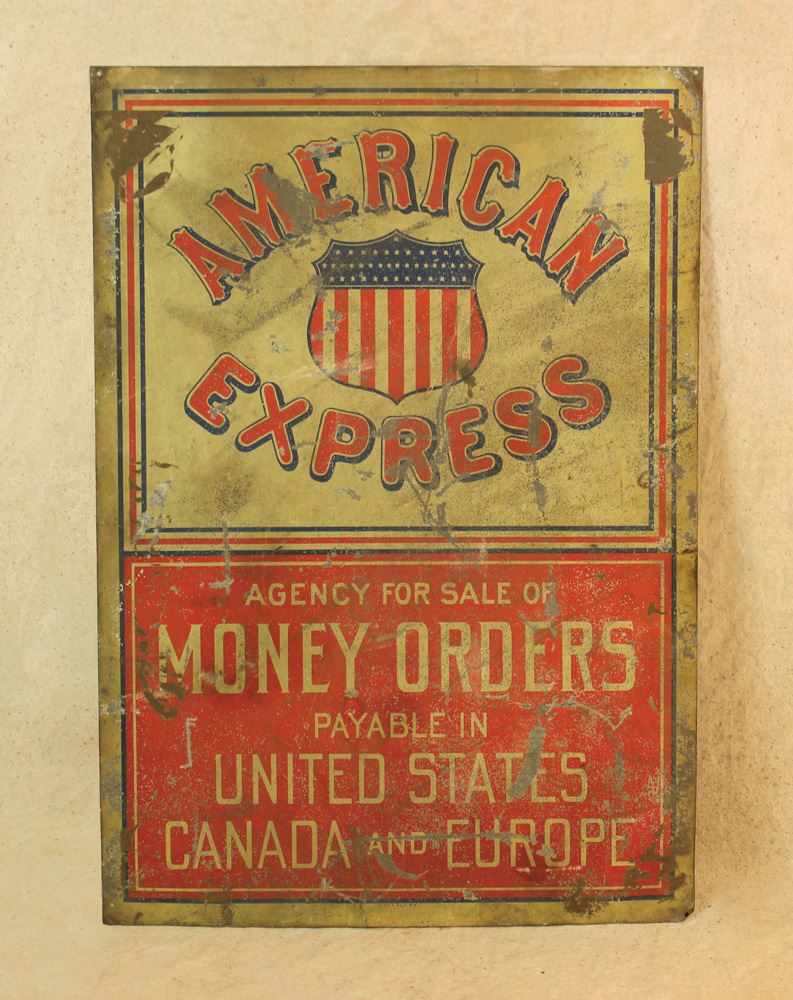 AMERICAN
EXPRESS
AGENCY FOR SALE OF
MONEY ORDERS
PAYABLE IN
UNITED STATES
CANADA AND EUROPE